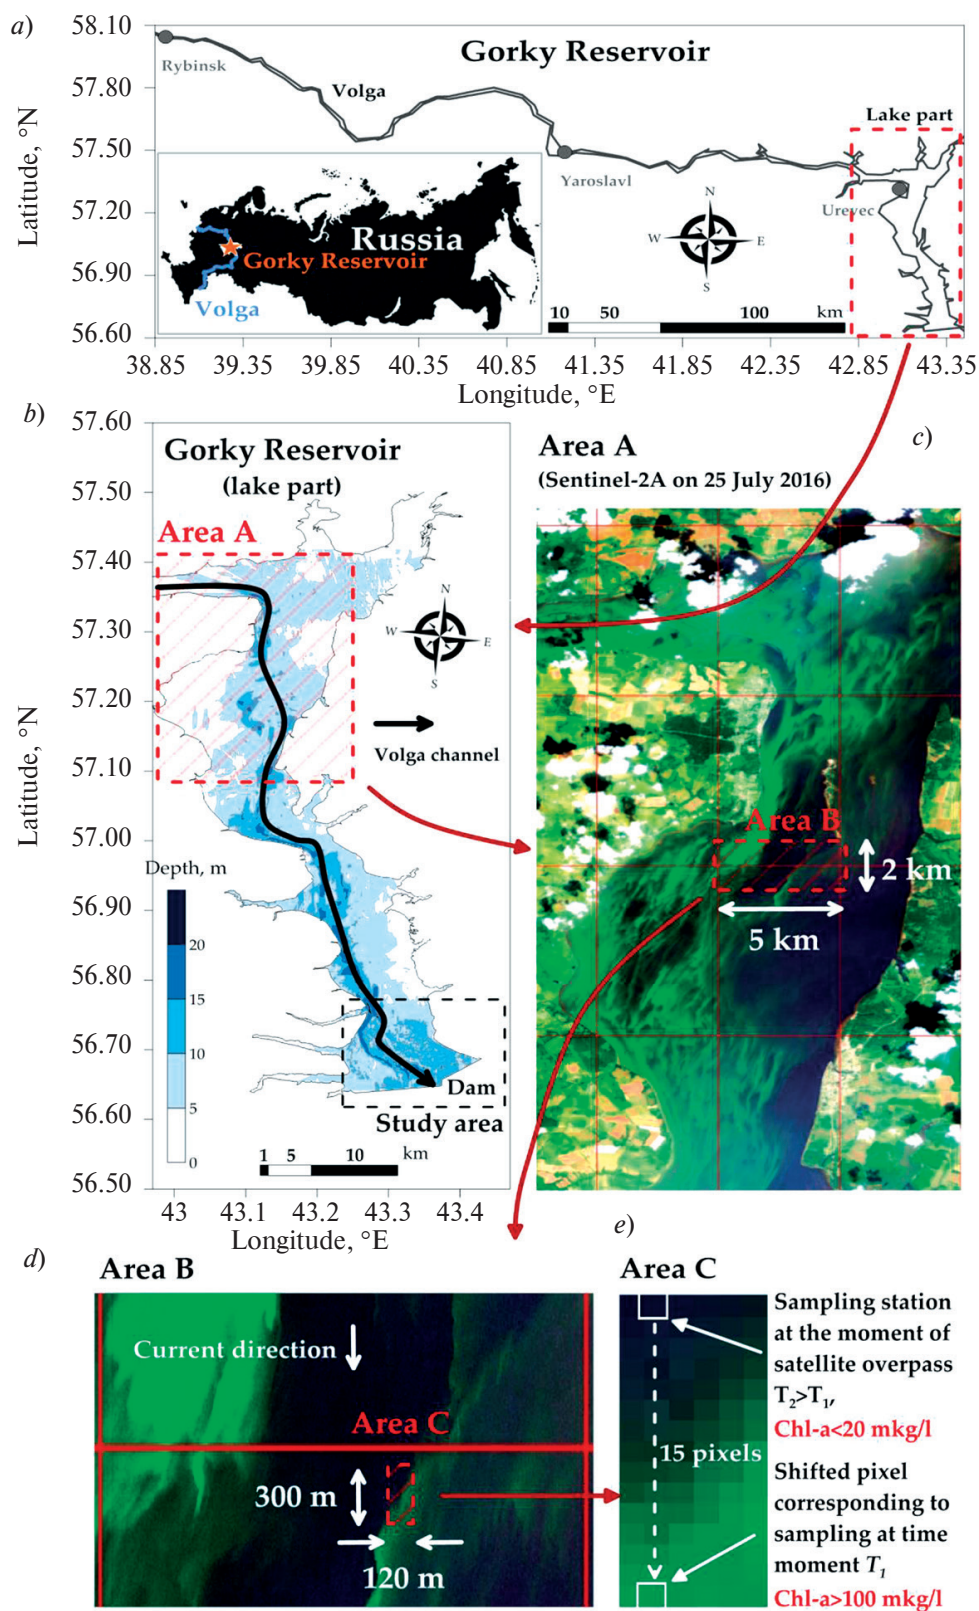 a)
58.10
57.80
57.50
57.20
56.90
56.60
Latitude, °N
Gorky Reservoir
Rybinsk
Volga
Lake part
Yaroslavl
Urevec
N
W
E
S
Russia
Gorky Reservoir
Volga
10 50 100 km
38.85 39.35 39.85 40.35 40.85 41.35 41.85 42.35 42.85 43.35
Longitude, °E
b)
57.60
57.50
57.40
57.30
57.20
57.10
57.00
56.90
56.80
56.70
56.60
56.50
Latitude, °N
Gorky Reservoir
(lake part)
Area A
N
W
E
S
Volga channel
Depth, m
20
15
10
5
0
Dam
Study area
1 5 10 km
43 43.1 43.2 43.3 43.4
Longitude, °E
c)
Area A
(Sentinel-2A on 25 July 2016)
Area B
2 km
5 km
d)
Area B
Current direction
Area C
300 m
120 m
e)
Area C
15 pixels
Sampling station
at the moment of
satellite overpass
T2>T1,
Chl-a<20 mkg/l
Shifted pixel
corresponding to
sampling at time
moment T1
Chl-a>100 mkg/l